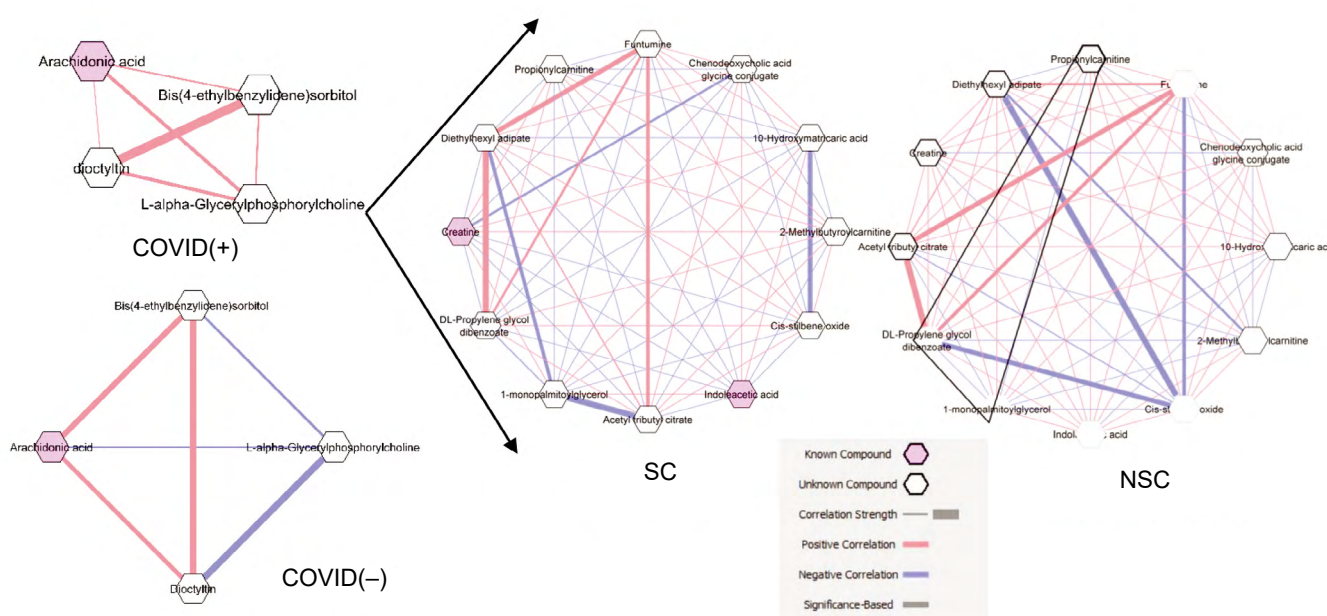 Arachidonic acid
Bis(4-ethylbenzylidene)sorbitol
dioctyltin
L-alpha-Glycerylphosphorylcholine
COVID(+)
Bis(4-ethylbenzylidene)sorbitol
Arachidonic acid
L-alpha-Glycerylphosphorylcholine
Dioctyltin
COVID(–)
Funtumine
Propionylcarnitine
Chenodeoxycholic acid
glycine conjugate
Diethylhexyl adipate
10-Hydroxymatricaric acid
Creatine
2-Methylbutyroylcarnitine
DL-Propylene glycol
dibenzoate
Cis-stilbene oxide
1-monopalmitoylglycerol
Indoleacetic acid
Acetyl tributyl citrate
SC
Propionylcarnitine
Diethylhexyl adipate
Creatine
Chenodeoxycholic acid
glycine conjugate
Acetyl tributyl citrate
DL-Propylene glycol
dibenzoate
1-monopalmitoylglycerol
NSC
Known Compound
Unknown Compound
Correlation Strength
Positive Correlation
Negative Correlation
Significance-Based